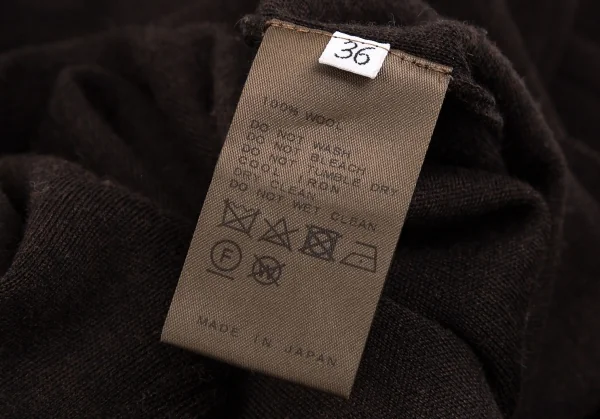 36
100% WOOL
DO NOT WASH
DO NOT BLEACH
DO NOT TUMBLE DRY
COOL IRON
DRY CLEAN
DO NOT WET CLEAN
F W
MADE IN JAPAN